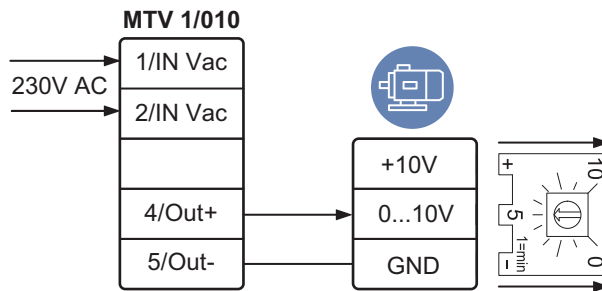 MTV 1/010
1/IN Vac
230V AC
2/IN Vac
4/Out+
5/Out-
+10V
0...10V
GND
+ 10
5
1=min
- 0